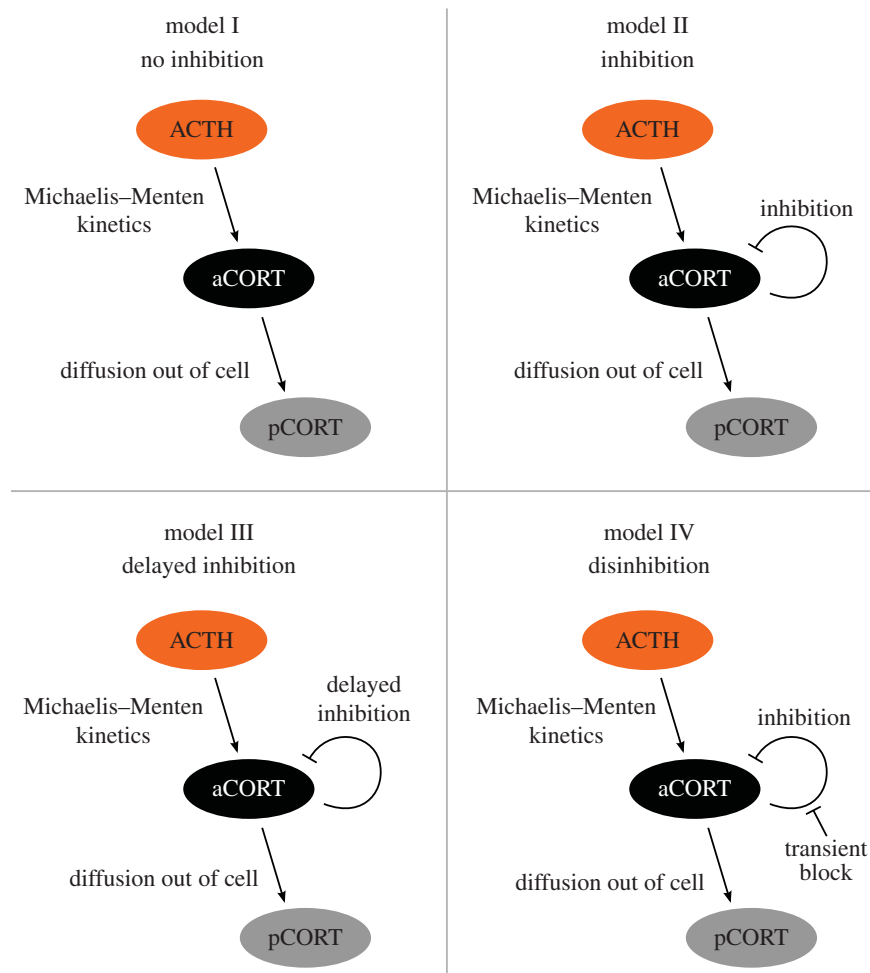 model I
no inhibition
ACTH
Michaelis–Menten
kinetics
aCORT
diffusion out of cell
pCORT
model II
inhibition
ACTH
Michaelis–Menten
kinetics
inhibition
aCORT
diffusion out of cell
pCORT
model III
delayed inhibition
ACTH
Michaelis–Menten
kinetics
delayed
inhibition
aCORT
diffusion out of cell
pCORT
model IV
disinhibition
ACTH
Michaelis–Menten
kinetics
inhibition
aCORT
transient
block
diffusion out of cell
pCORT